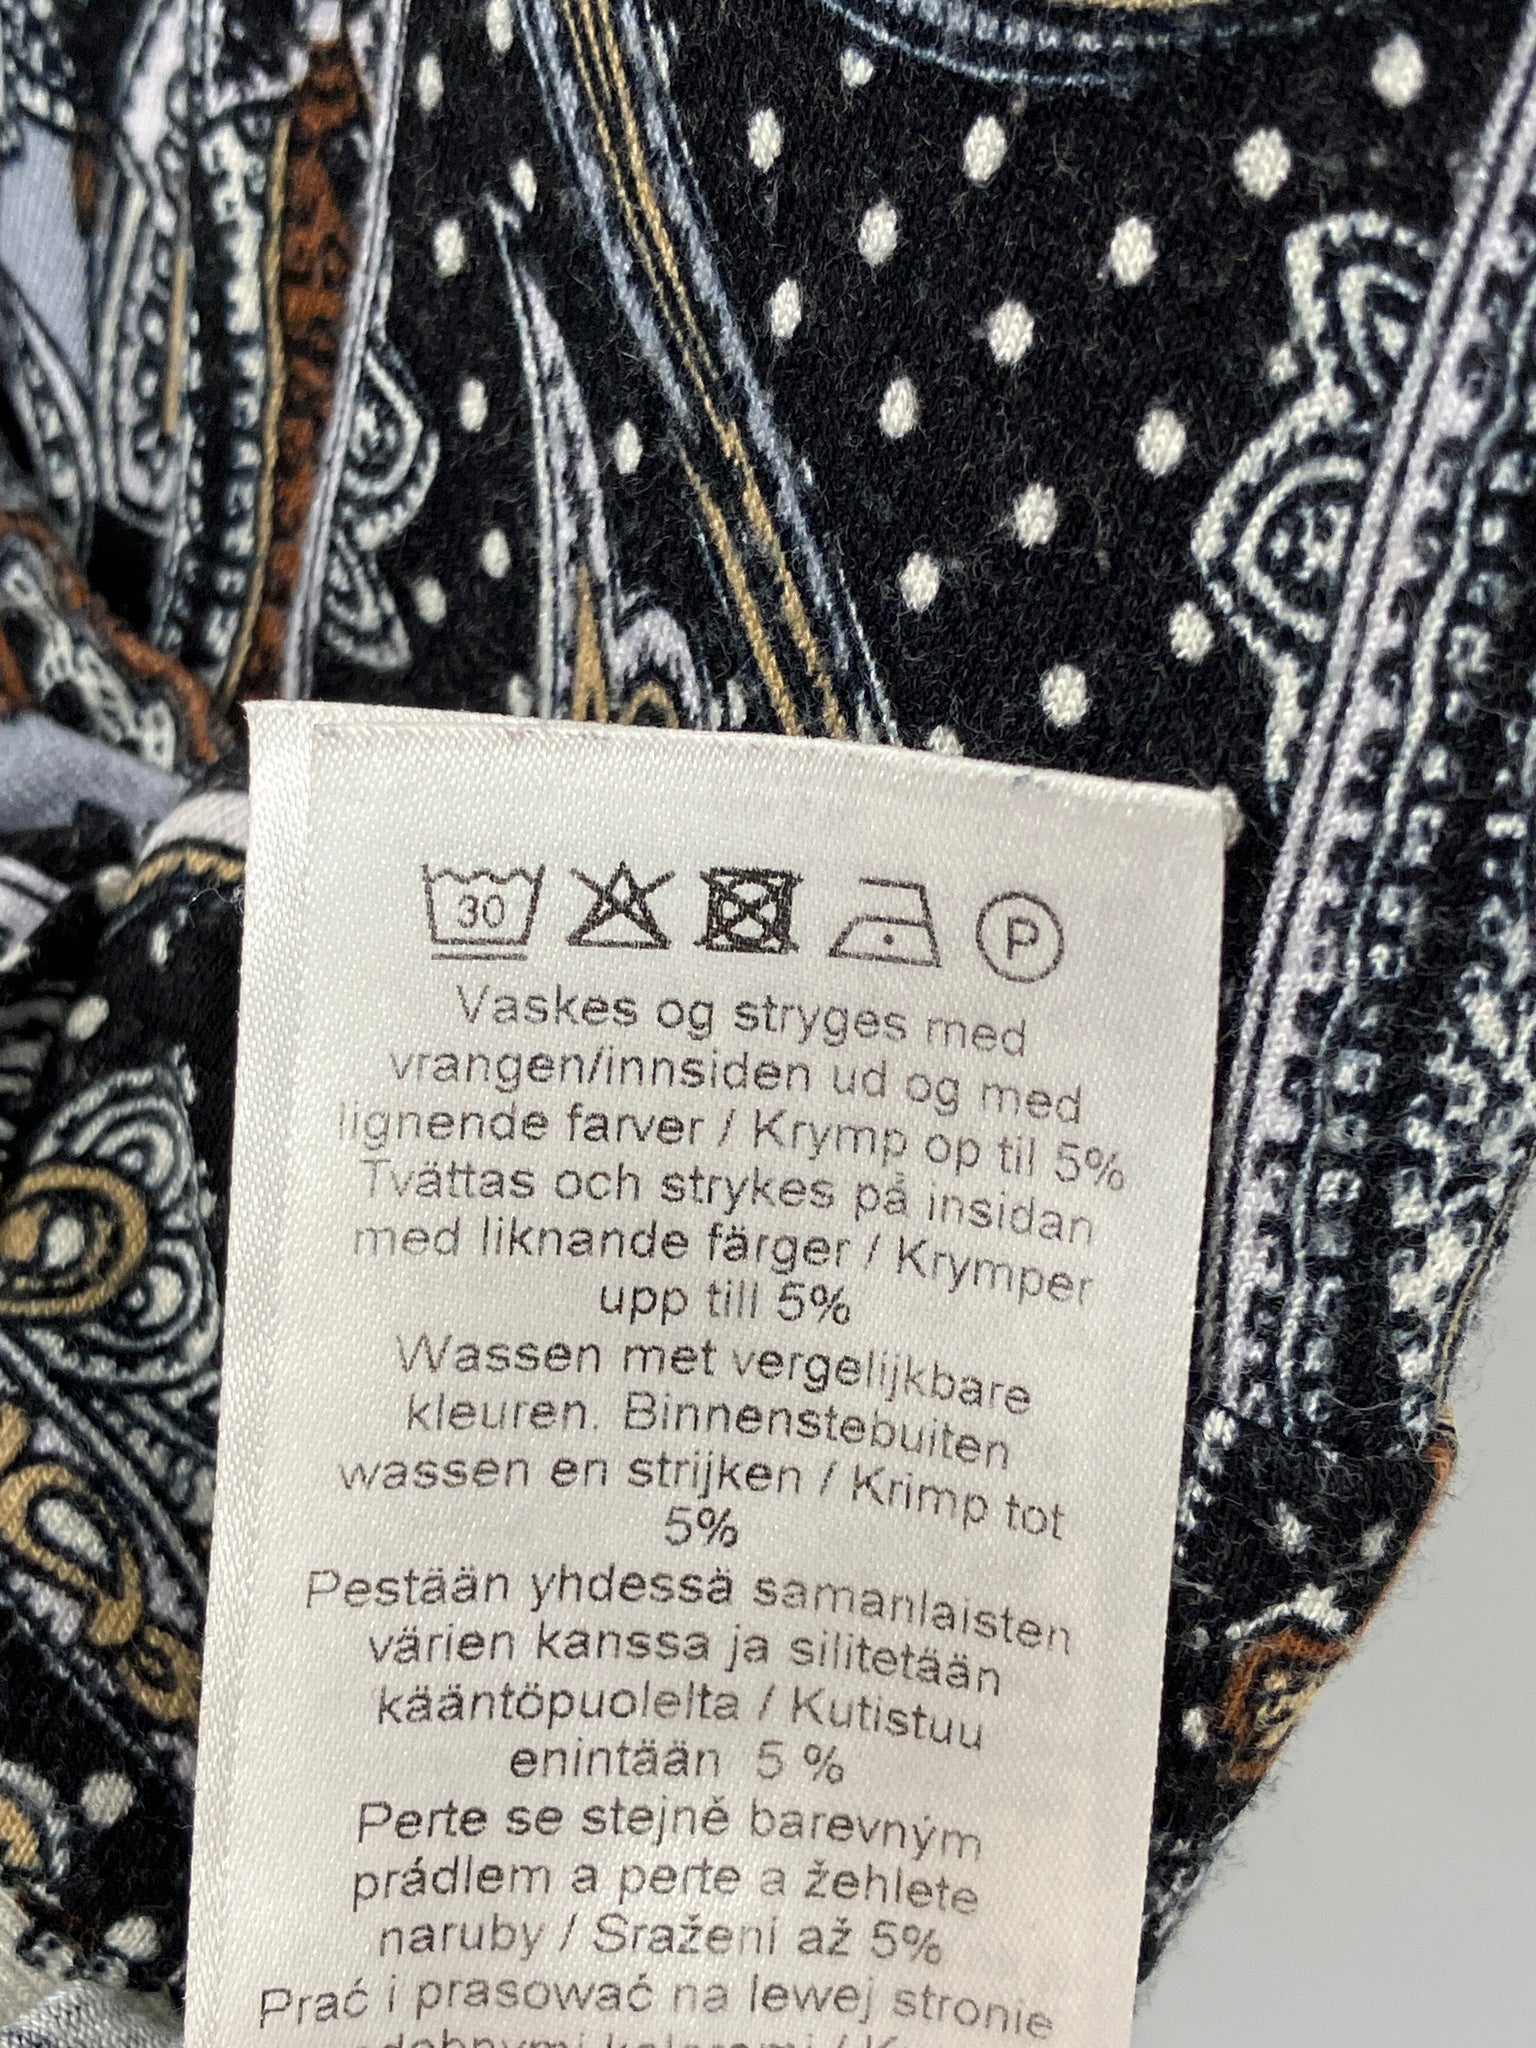 30
P
Vaskes og stryges med
vrangen/innsiden ud og med
lignende farver / Krymp op til 5%
Tvättas och strykes på insidan
med liknande färger / Krymper
upp till 5%
Wassen met vergelijkbare
kleuren. Binnenstebuiten
wassen en strijken / Krimp tot
5%
Pestään yhdessä samanlaisten
värien kanssa ja silitetään
kääntöpuolelta / Kutistuu
enintään 5 %
Perte se stejně barevným
prádlem a perte a žehlete
naruby / Sražení až 5%
Prać i prasować na lewej stronie